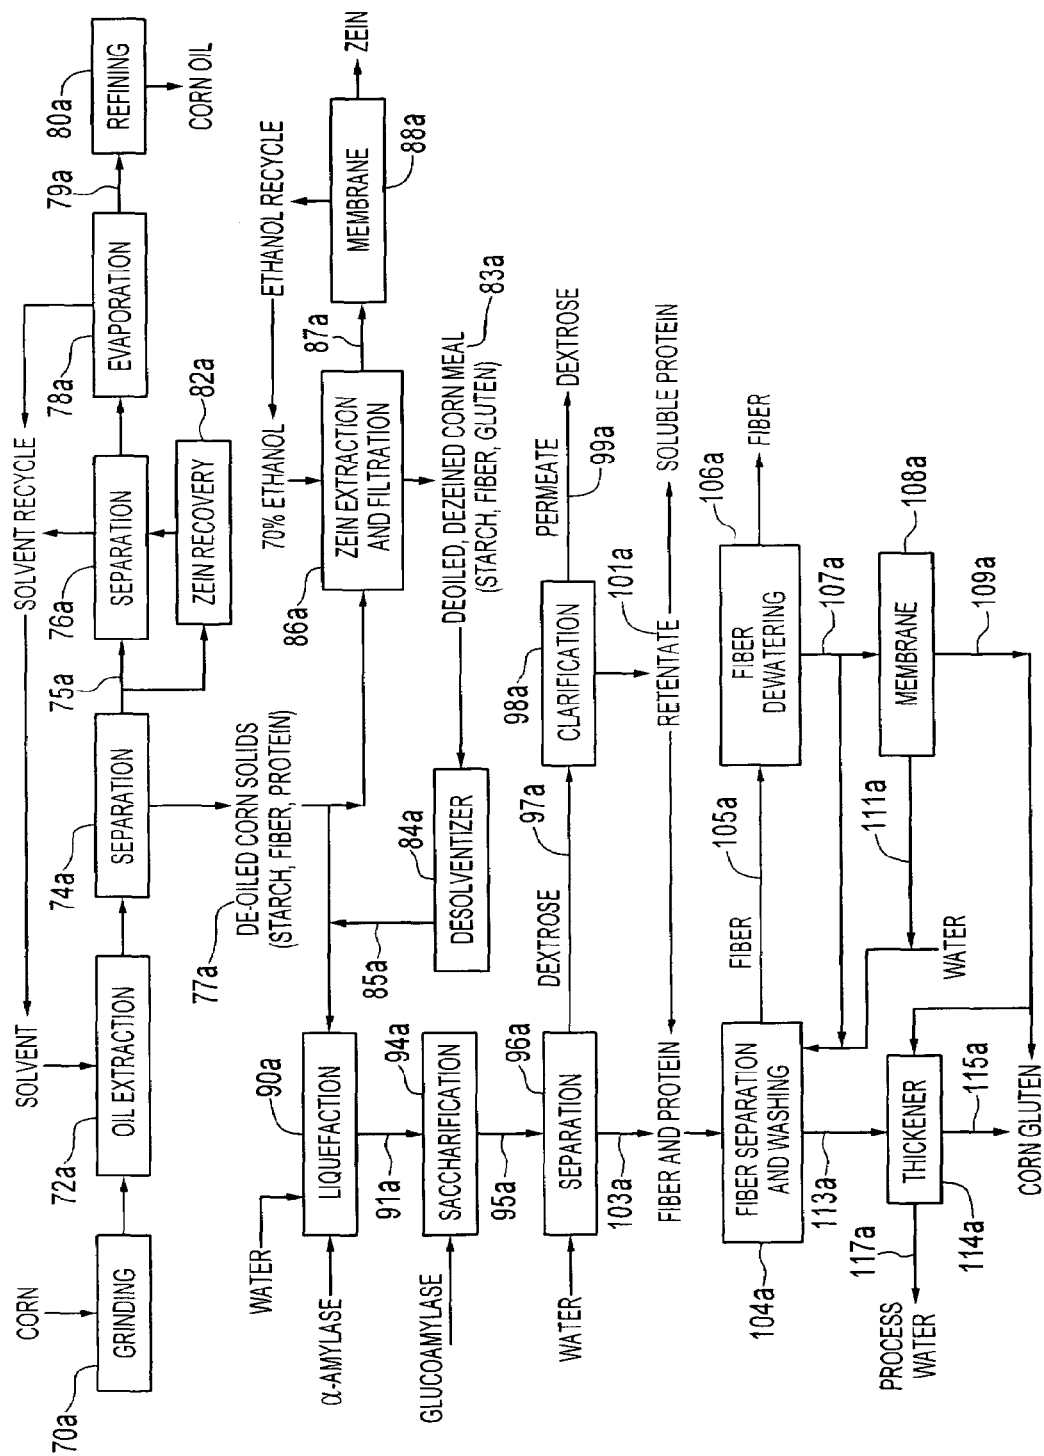 CORN
SOLVENT
SOLVENT RECYCLE
70a
GRINDING
72a
OIL EXTRACTION
74a
SEPARATION
75a
76a
SEPARATION
78a
EVAPORATION
79a
80a
REFINING
CORN OIL
82a
ZEIN RECOVERY
77a
DE-OILED CORN SOLIDS
(STARCH, FIBER, PROTEIN)
70% ETHANOL
ETHANOL RECYCLE
86a
ZEIN EXTRACTION
AND FILTRATION
87a
MEMBRANE
88a
ZEIN
DEOILED, DEZEINED CORN MEAL
(STARCH, FIBER, GLUTEN)
83a
84a
DESOLVENTIZER
85a
WATER
α-AMYLASE
90a
LIQUEFACTION
91a
GLUCOAMYLASE
94a
SACCHARIFICATION
95a
WATER
96a
SEPARATION
DEXTROSE
97a
98a
CLARIFICATION
PERMEATE
99a
DEXTROSE
101a
103a
FIBER AND PROTEIN
RETENTATE
SOLUBLE PROTEIN
104a
FIBER SEPARATION
AND WASHING
FIBER
105a
106a
FIBER
DEWATERING
FIBER
107a
108a
MEMBRANE
109a
111a
WATER
113a
THICKENER
114a
115a
117a
PROCESS
WATER
CORN GLUTEN